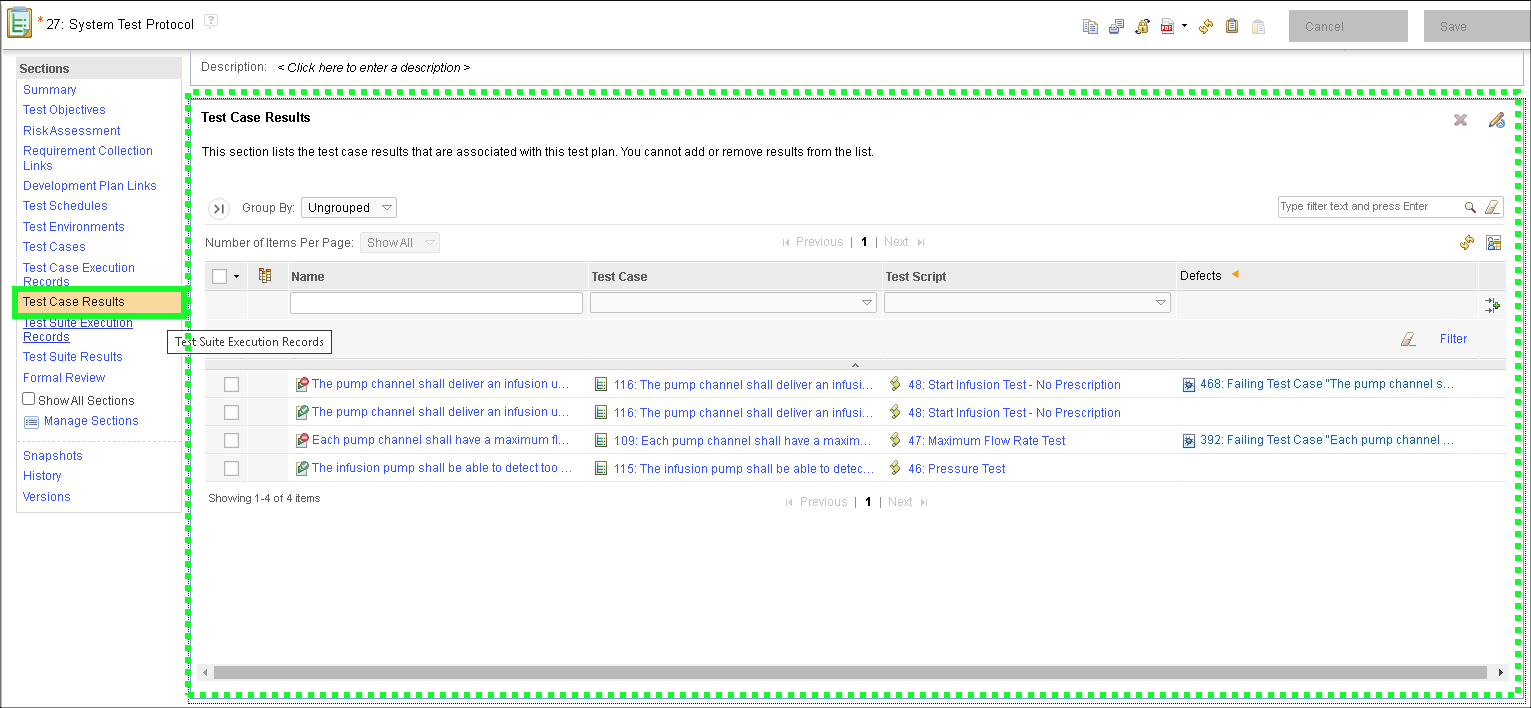 * 27: System Test Protocol ?
PDF
Cancel
Save
Sections
Summary
Test Objectives
Risk Assessment
Requirement Collection
Links
Development Plan Links
Test Schedules
Test Environments
Test Cases
Test Case Execution
Records
Test Case Results
Test Suite Execution
Records
Test Suite Results
Formal Review
Show All Sections
Manage Sections
Snapshots
History
Versions
Test Suite Execution Records
Description: < Click here to enter a description >
Test Case Results
This section lists the test case results that are associated with this test plan. You cannot add or remove results from the list.
Group By: Ungrouped
Type filter text and press Enter
Number of Items Per Page: Show All
Previous | 1 | Next
Name Test Case Test Script Defects
Filter
The pump channel shall deliver an infusion u... 116: The pump channel shall deliver an infusi... 48: Start Infusion Test - No Prescription 468: Failing Test Case "The pump channel s...
The pump channel shall deliver an infusion u... 116: The pump channel shall deliver an infusi... 48: Start Infusion Test - No Prescription
Each pump channel shall have a maximum fl... 109: Each pump channel shall have a maxim... 47: Maximum Flow Rate Test 392: Failing Test Case "Each pump channel ...
The infusion pump shall be able to detect too ... 115: The infusion pump shall be able to detec... 46: Pressure Test
Showing 1-4 of 4 items
Previous | 1 | Next